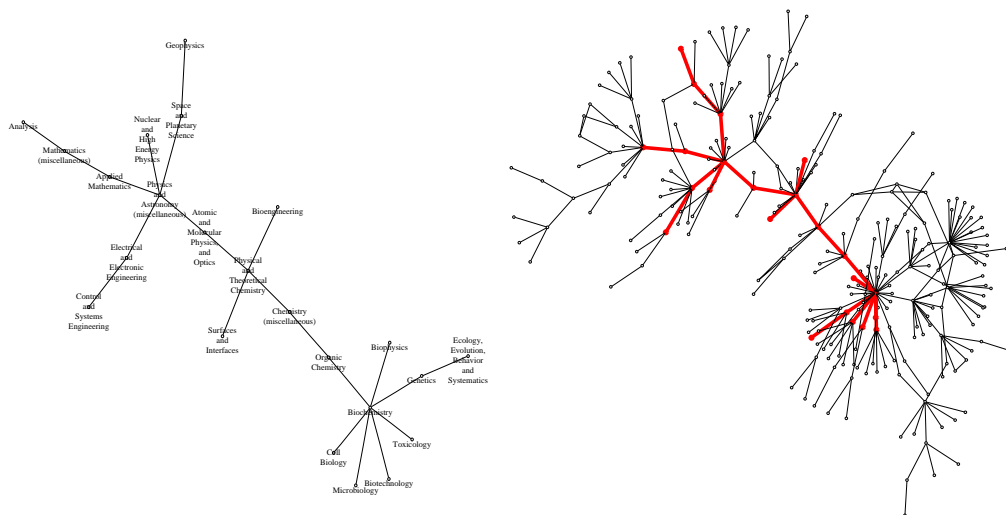 Geophysics
Space
and
Planetary
Science
Nuclear
and
High
Energy
Physics
Analysis
Mathematics
(miscellaneous)
Applied
Mathematics
Physics
and
Astronomy
(miscellaneous)
Atomic
and
Molecular
Physics,
and
Optics
Bioengineering
Electrical
and
Electronic
Engineering
Physical
and
Theoretical
Chemistry
Control
and
Systems
Engineering
Chemistry
(miscellaneous)
Surfaces
and
Interfaces
Organic
Chemistry
Biophysics
Ecology,
Evolution,
Behavior
and
Systematics
Genetics
Biochemistry
Toxicology
Cell
Biology
Biotechnology
Microbiology